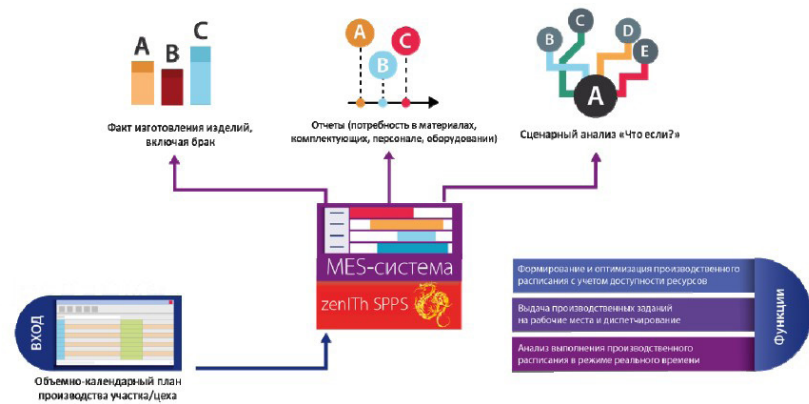 A
B
C
Факт изготовления изделий,
включая брак
A
B
C
Отчеты (потребность в материалах,
комплектующих, персонале, оборудовании)
B
C
D
E
A
Сценарный анализ «Что если?»
MES-система
zenITh SPPS
ВХОД
Объемно-календарный план
производства участка/цеха
Формирование и оптимизация производственного
расписания с учетом доступности ресурсов
Выдача производственных заданий
на рабочие места и диспетчирование
Анализ выполнения производственного
расписания в режиме реального времени
Функции